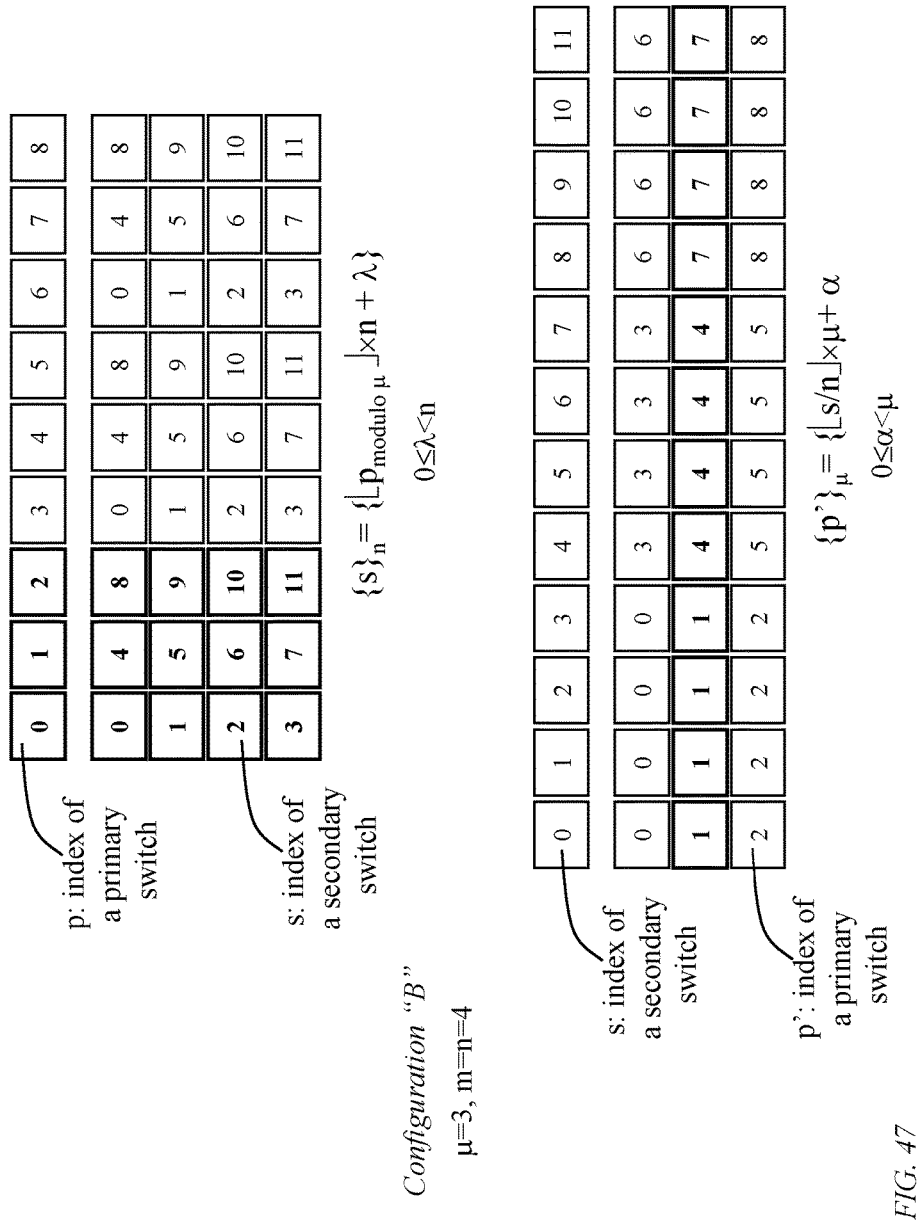 0 1 2 3 4 5 6 7 8
0 4 8 0 4 8 0 4 8
1 5 9 1 5 9 1 5 9
2 6 10 2 6 10 2 6 10
3 7 11 3 7 11 3 7 11
p: index of
a primary
switch
s: index of
a secondary
switch
{s}ₙ = {⌊p modulo μ⌋×n + λ}
0≤λ<n
Configuration “B”
μ=3, m=n=4
0 1 2 3 4 5 6 7 8 9 10 11
0 0 0 0 3 3 3 3 6 6 6 6
1 1 1 1 4 4 4 4 7 7 7 7
2 2 2 2 5 5 5 5 8 8 8 8
s: index of
a secondary
switch
p’: index of
a primary
switch
{p’}μ = {⌊s/n⌋×μ+ α
0≤α<μ
FIG. 47